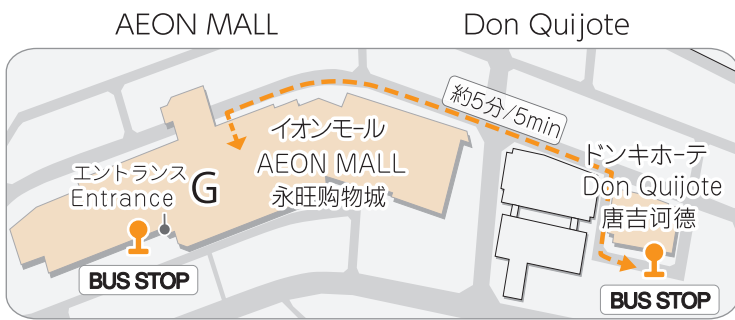 AEON MALL
Don Quijote
約5分/5min
イオンモール
AEON MALL
永旺购物城
エントランス
Entrance
G
ドンキホーテ
Don Quijote
唐吉诃德
BUS STOP
BUS STOP